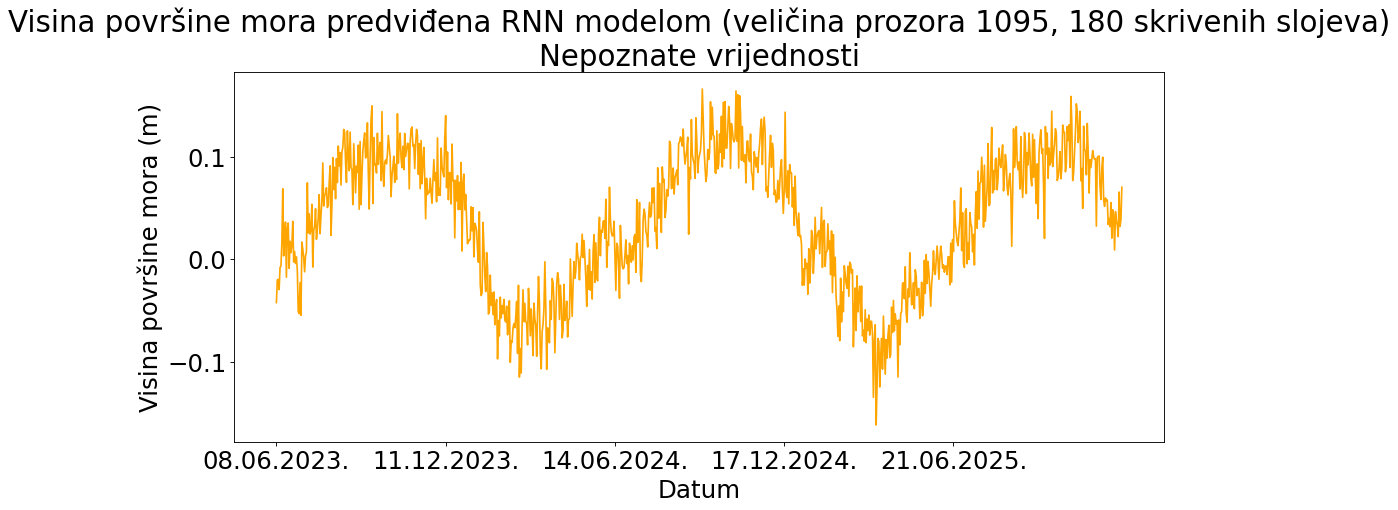 Visina površine mora predviđena RNN modelom (veličina prozora 1095, 180 skrivenih slojeva)
Nepoznate vrijednosti
Visina površine mora (m)
0.1
0.0
−0.1
08.06.2023. 11.12.2023. 14.06.2024. 17.12.2024. 21.06.2025.
Datum